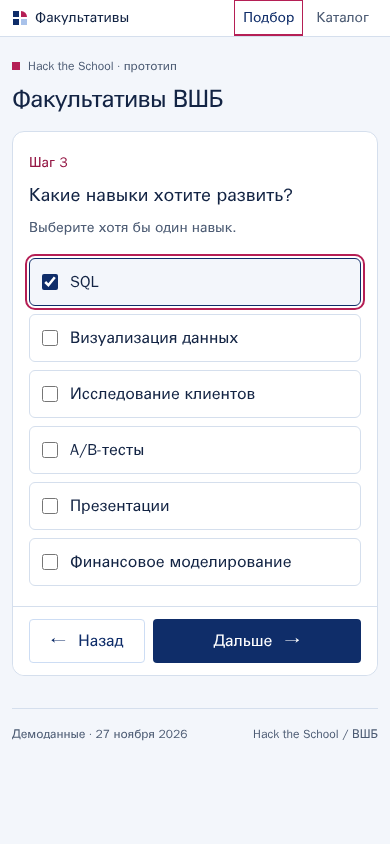 Факультативы
Подбор
Каталог
Hack the School · прототип
Факультативы ВШБ
Шаг 3
Какие навыки хотите развить?
Выберите хотя бы один навык.
SQL
Визуализация данных
Исследование клиентов
A/B-тесты
Презентации
Финансовое моделирование
← Назад
Дальше →
Демоданные · 27 ноября 2026
Hack the School / ВШБ